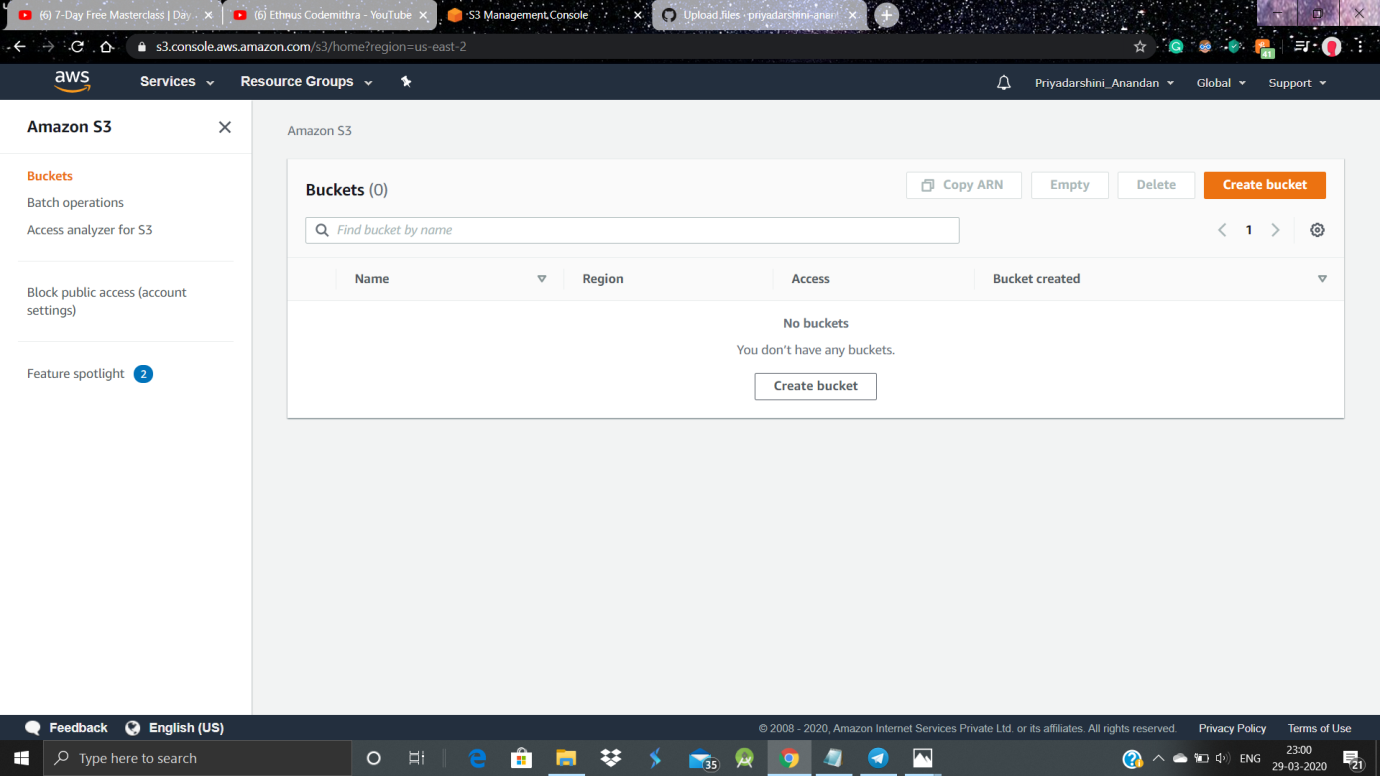 (6) 7-Day Free Masterclass | Day
(6) Ethnus Codemithra - YouTube
S3 Management Console
Upload files · priyadarshini-anant
s3.console.aws.amazon.com/s3/home?region=us-east-2
41
aws
Services
Resource Groups
Priyadarshini_Anandan
Global
Support
Amazon S3
Buckets
Batch operations
Access analyzer for S3
Block public access (account
settings)
Feature spotlight 2
Amazon S3
Buckets (0)
Copy ARN
Empty
Delete
Create bucket
Find bucket by name
1
Name
Region
Access
Bucket created
No buckets
You don't have any buckets.
Create bucket
Feedback
English (US)
© 2008 - 2020, Amazon Internet Services Private Ltd. or its affiliates. All rights reserved.
Privacy Policy
Terms of Use
Type here to search
35
ENG
23:00
29-03-2020
21